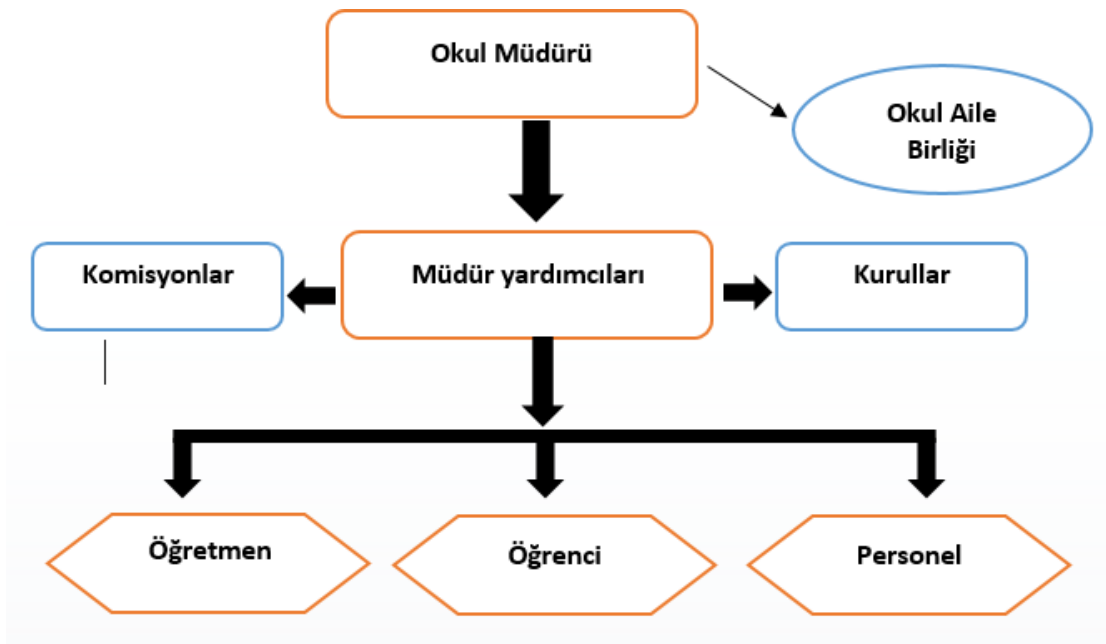 Okul Müdürü
Okul Aile
Birliği
Komisyonlar
Müdür yardımcıları
Kurullar
Öğretmen
Öğrenci
Personel